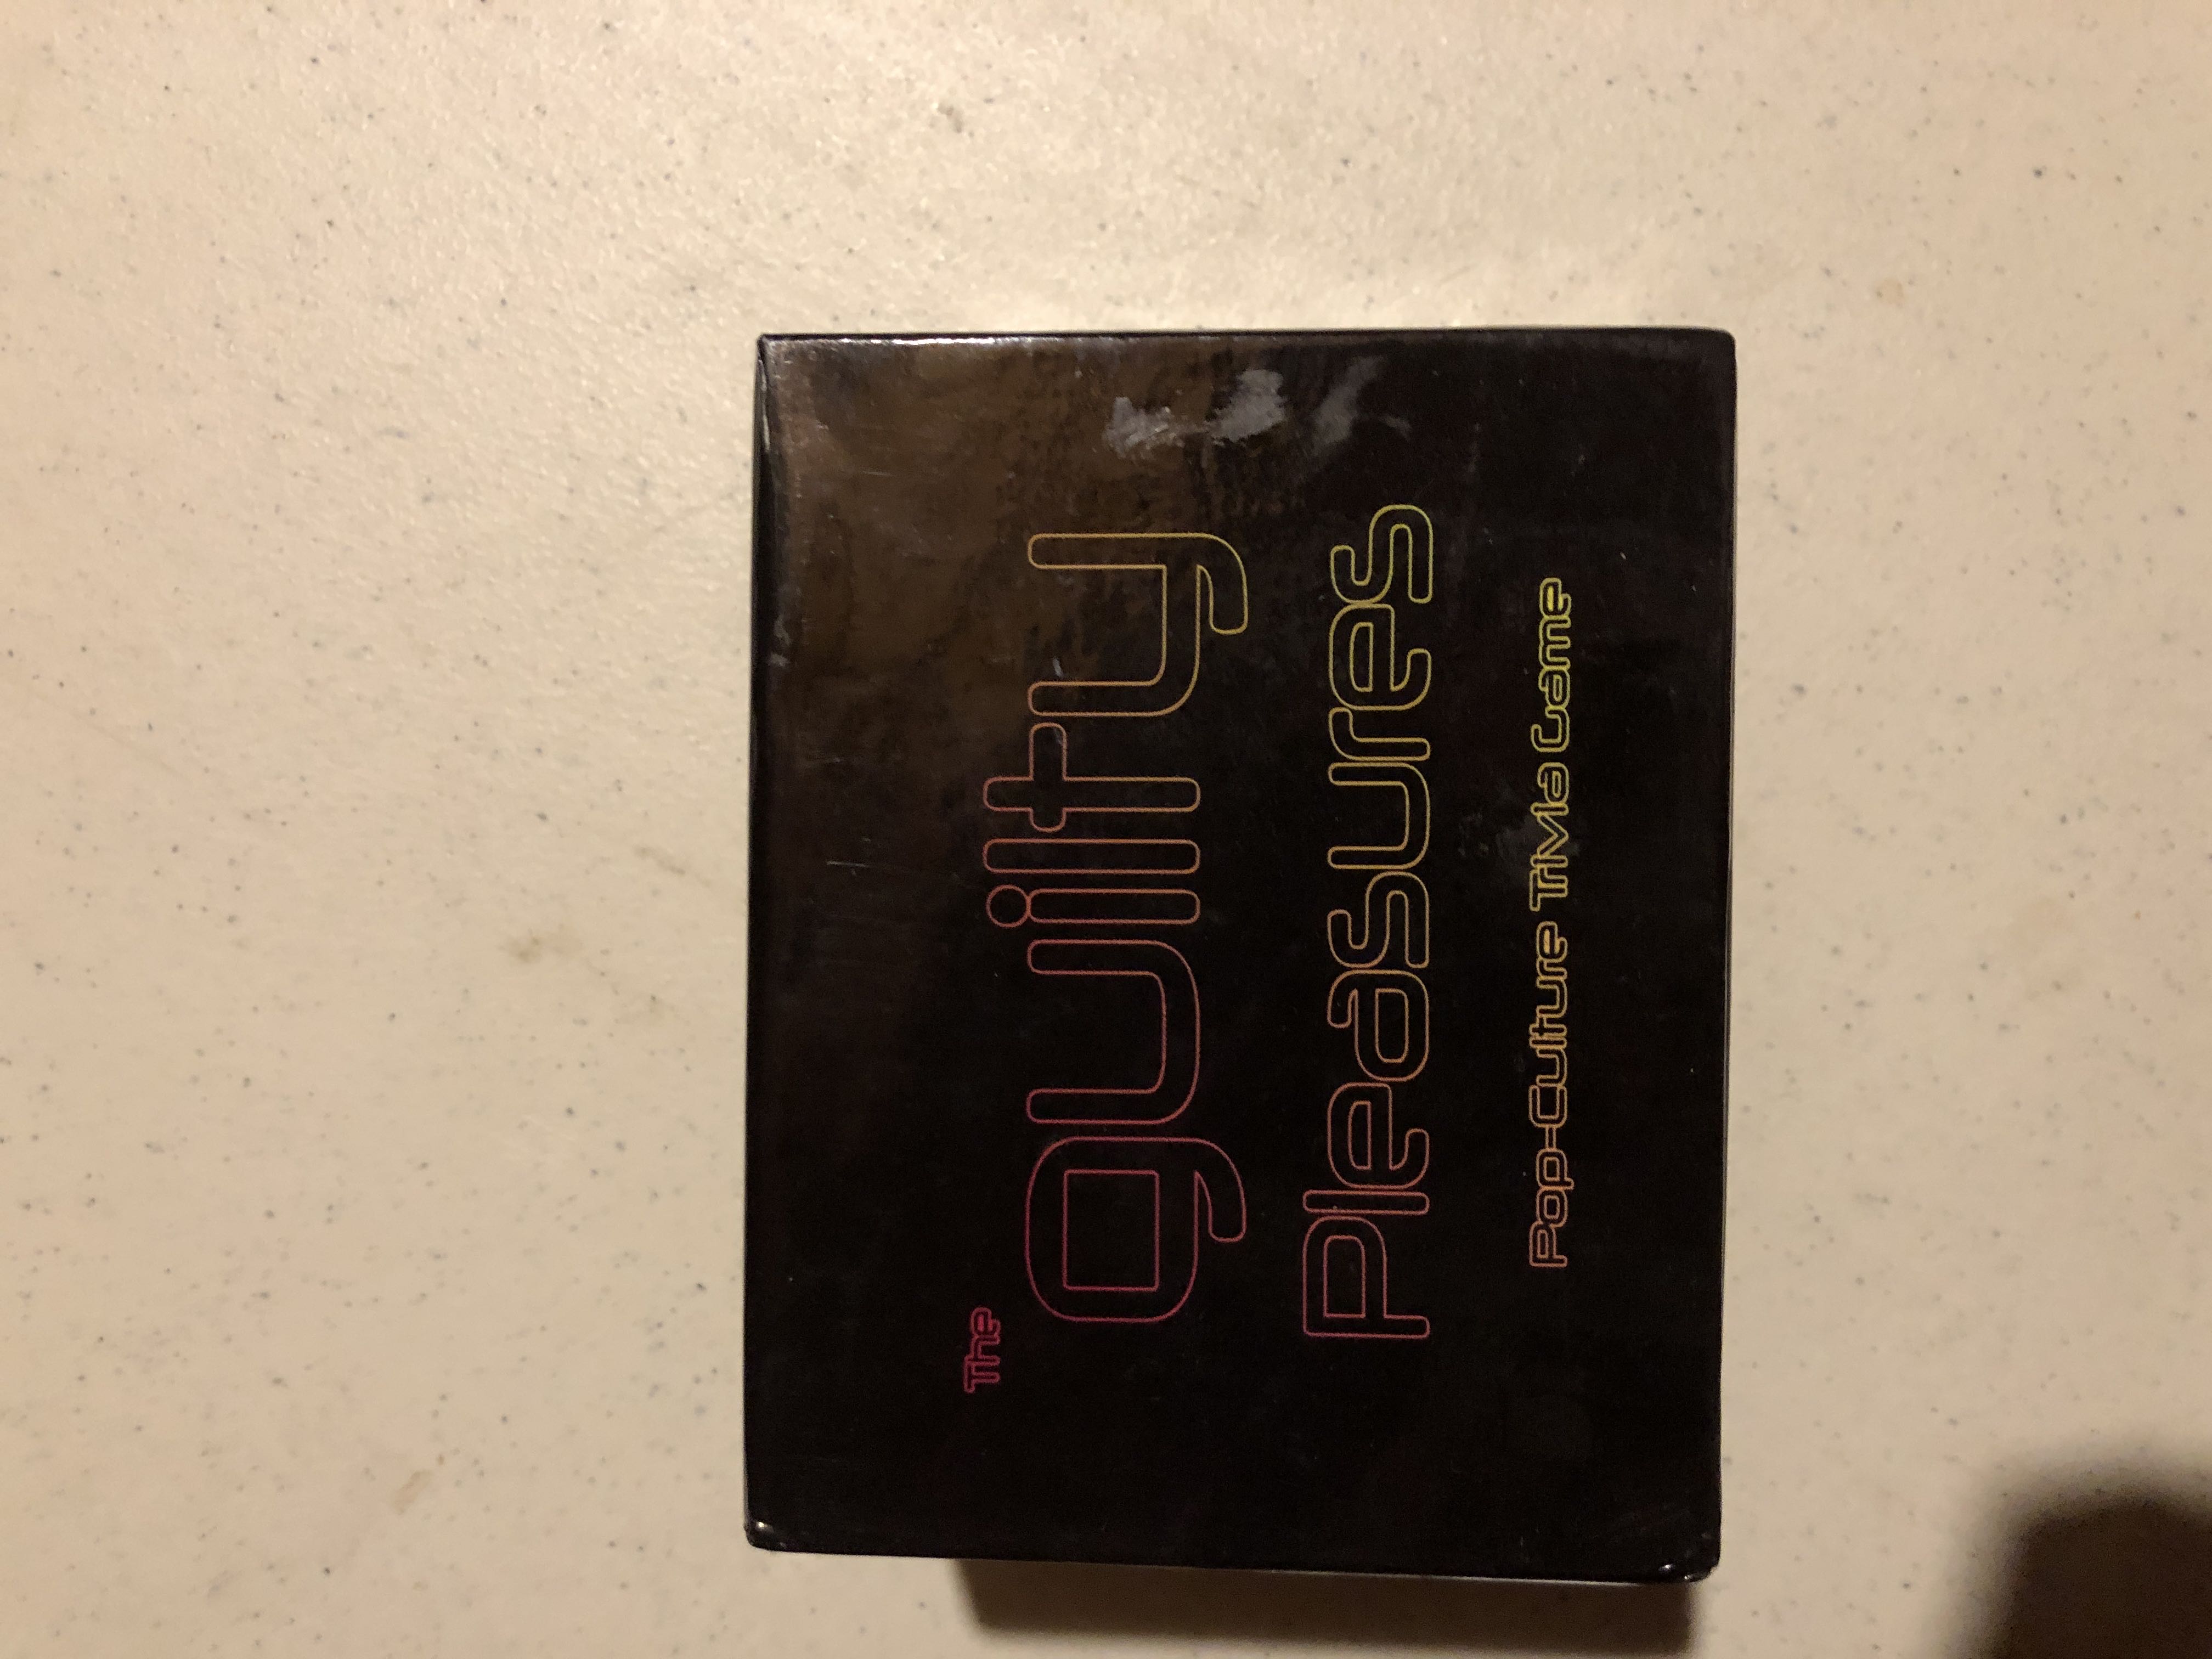 The
guilty
Pleasures
Pop-Culture Trivia Game